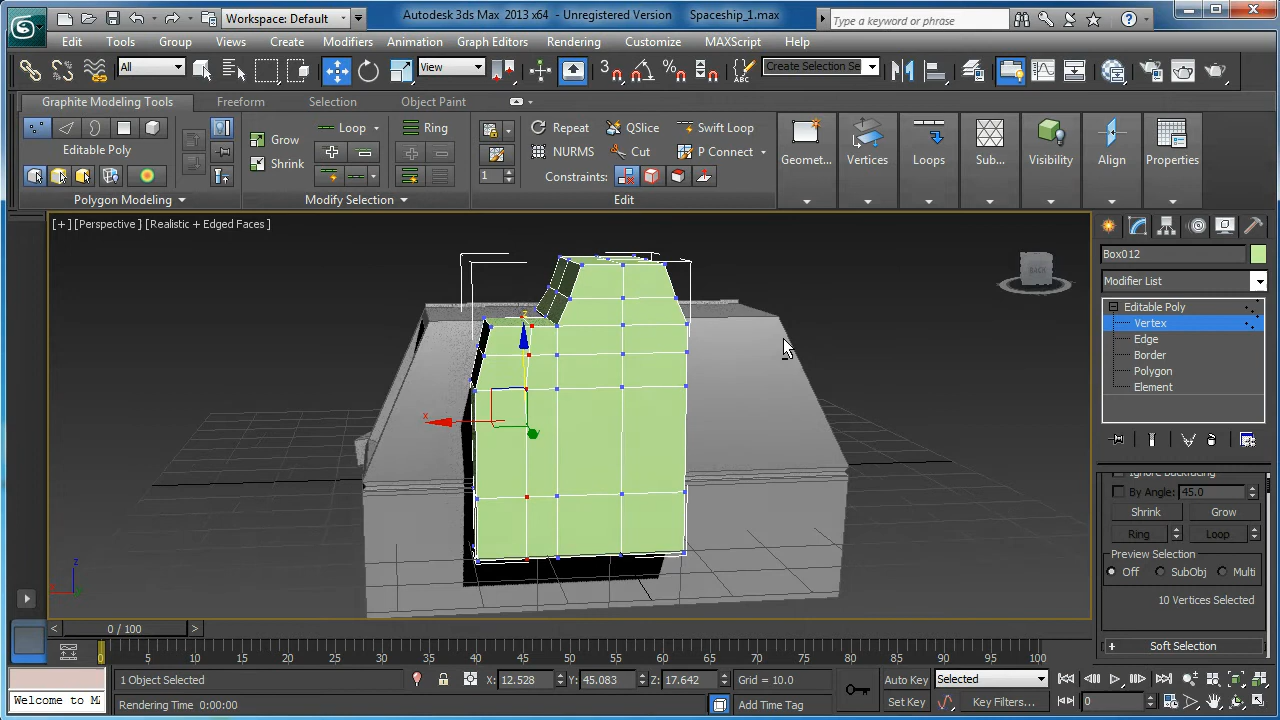 Workspace: Default
Autodesk 3ds Max 2013 x64 - Unregistered Version Spaceship_1.max
Type a keyword or phrase
Edit Tools Group Views Create Modifiers Animation Graph Editors Rendering Customize MAXScript Help
All
View
3
Create Selection Se
Graphite Modeling Tools Freeform Selection Object Paint
Editable Poly
Polygon Modeling
Grow
Shrink
Loop
Ring
Modify Selection
1
Repeat QSlice Swift Loop
NURMS Cut P Connect
Constraints:
Edit
Geomet... Vertices Loops Sub... Visibility Align Properties
[+] [Perspective] [Realistic + Edged Faces]
BACK
z
x
y
z
Box012
Modifier List
Editable Poly
Vertex
Edge
Border
Polygon
Element
Ignore Backfacing
By Angle: 45.0
Shrink Grow
Ring Loop
Preview Selection
Off SubObj Multi
10 Vertices Selected
Soft Selection
0 / 100
0 5 10 15 20 25 30 35 40 45 50 55 60 65 70 75 80 85 90 95 100
1 Object Selected
X: 12.528 Y: 45.083 Z: 17.642 Grid = 10.0
Auto Key Selected
Welcome to
Rendering Time 0:00:00
Add Time Tag
Set Key Key Filters...
0